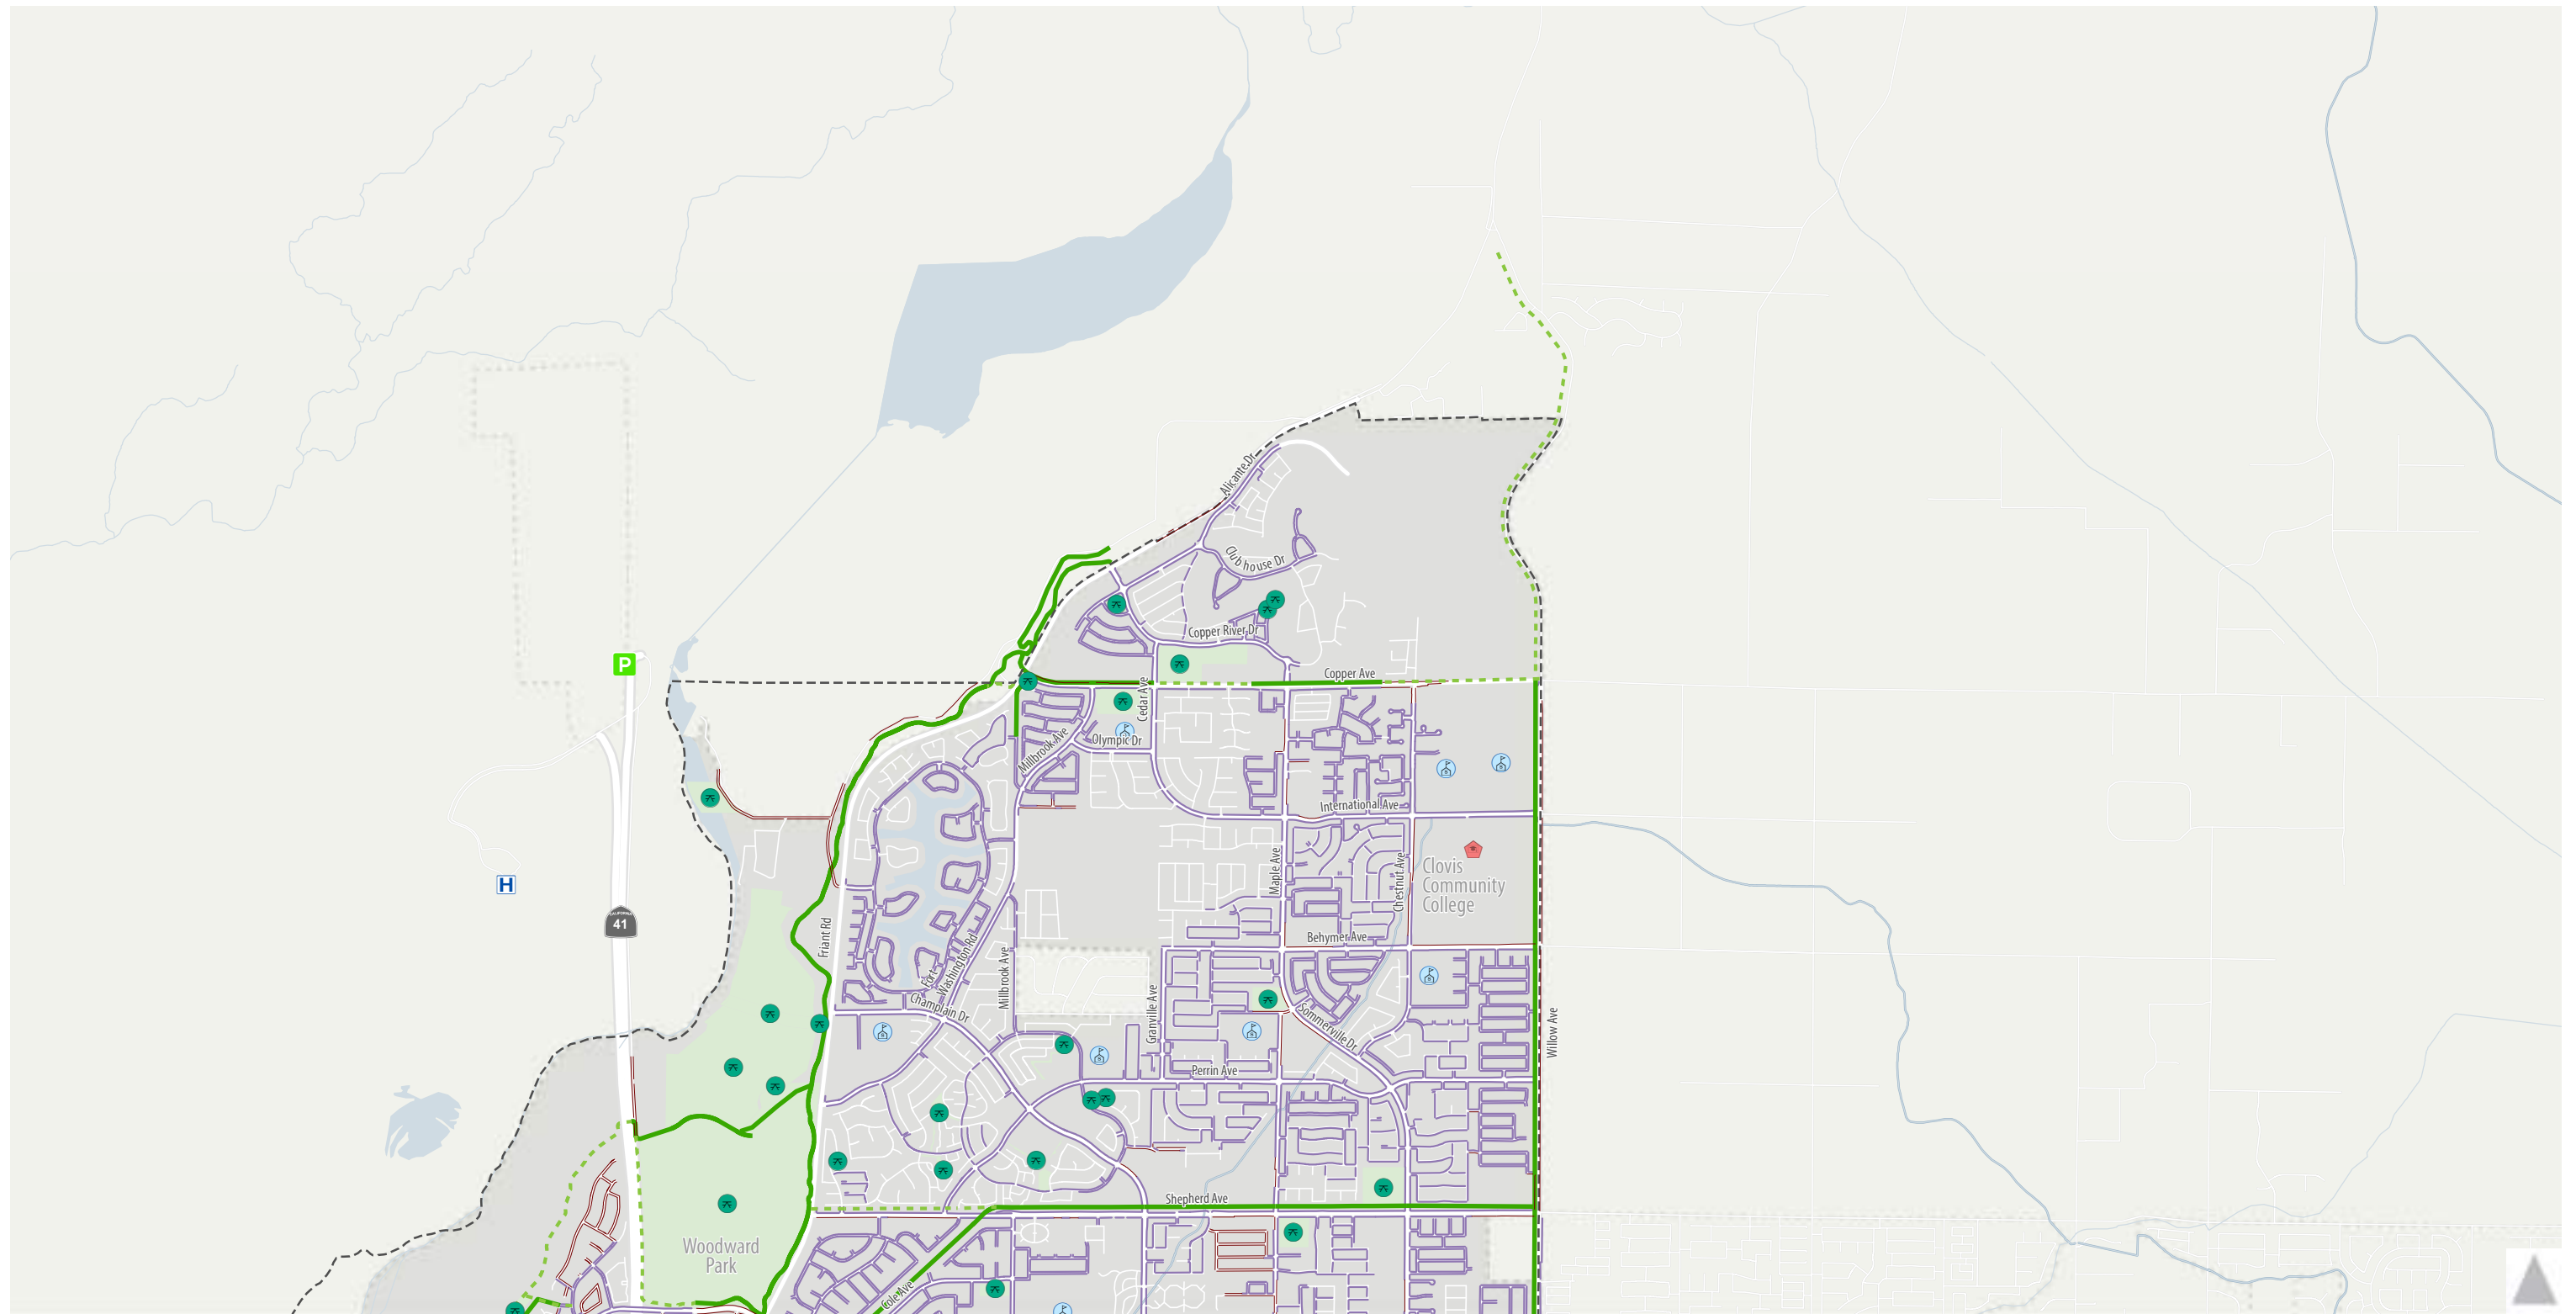 Alicante Dr
Club house Dr
Copper River Dr
P
Copper Ave
Cedar Ave
Olympic Dr
Millbrook Ave
International Ave
Maple Ave
Chestnut Ave
Clovis
Community
College
H
CALIFORNIA
41
Friant Rd
Behymer Ave
Fort
Washington Rd
Millbrook Ave
Champlain Dr
Granville Ave
Sommerville Dr
Willow Ave
Perrin Ave
Shepherd Ave
Woodward
Park
Cole Ave